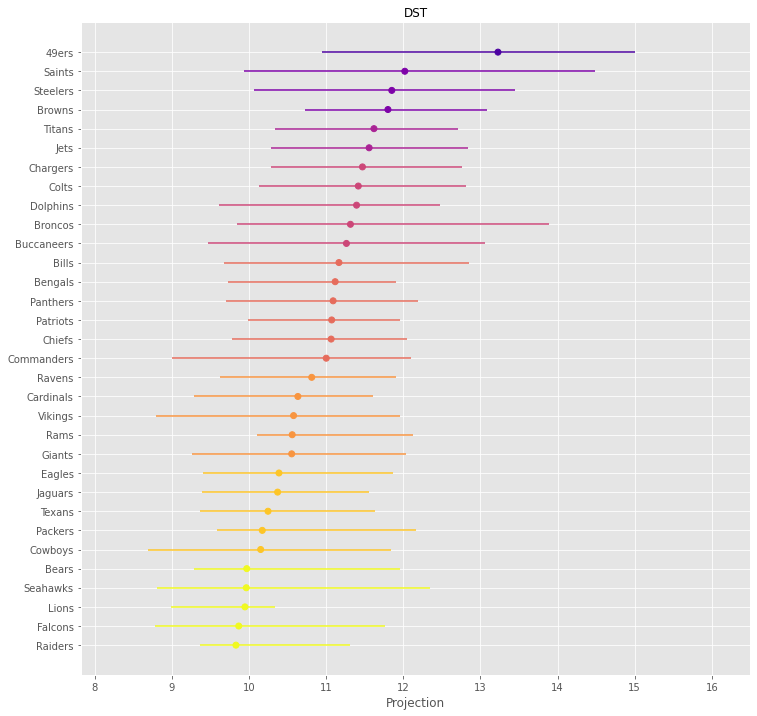 DST
49ers
Saints
Steelers
Browns
Titans
Jets
Chargers
Colts
Dolphins
Broncos
Buccaneers
Bills
Bengals
Panthers
Patriots
Chiefs
Commanders
Ravens
Cardinals
Vikings
Rams
Giants
Eagles
Jaguars
Texans
Packers
Cowboys
Bears
Seahawks
Lions
Falcons
Raiders
8 9 10 11 12 13 14 15 16
Projection